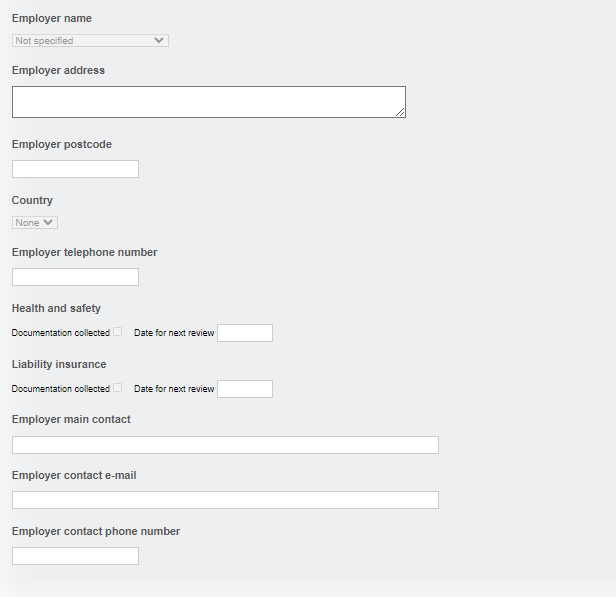 Employer name
Not specified
Employer address
Employer postcode
Country
None
Employer telephone number
Health and safety
Documentation collected Date for next review
Liability insurance
Documentation collected Date for next review
Employer main contact
Employer contact e-mail
Employer contact phone number